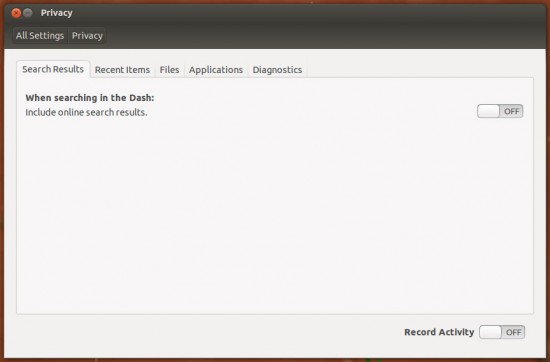 Privacy
All Settings Privacy
Search Results Recent Items Files Applications Diagnostics
When searching in the Dash:
Include online search results. OFF
Record Activity OFF